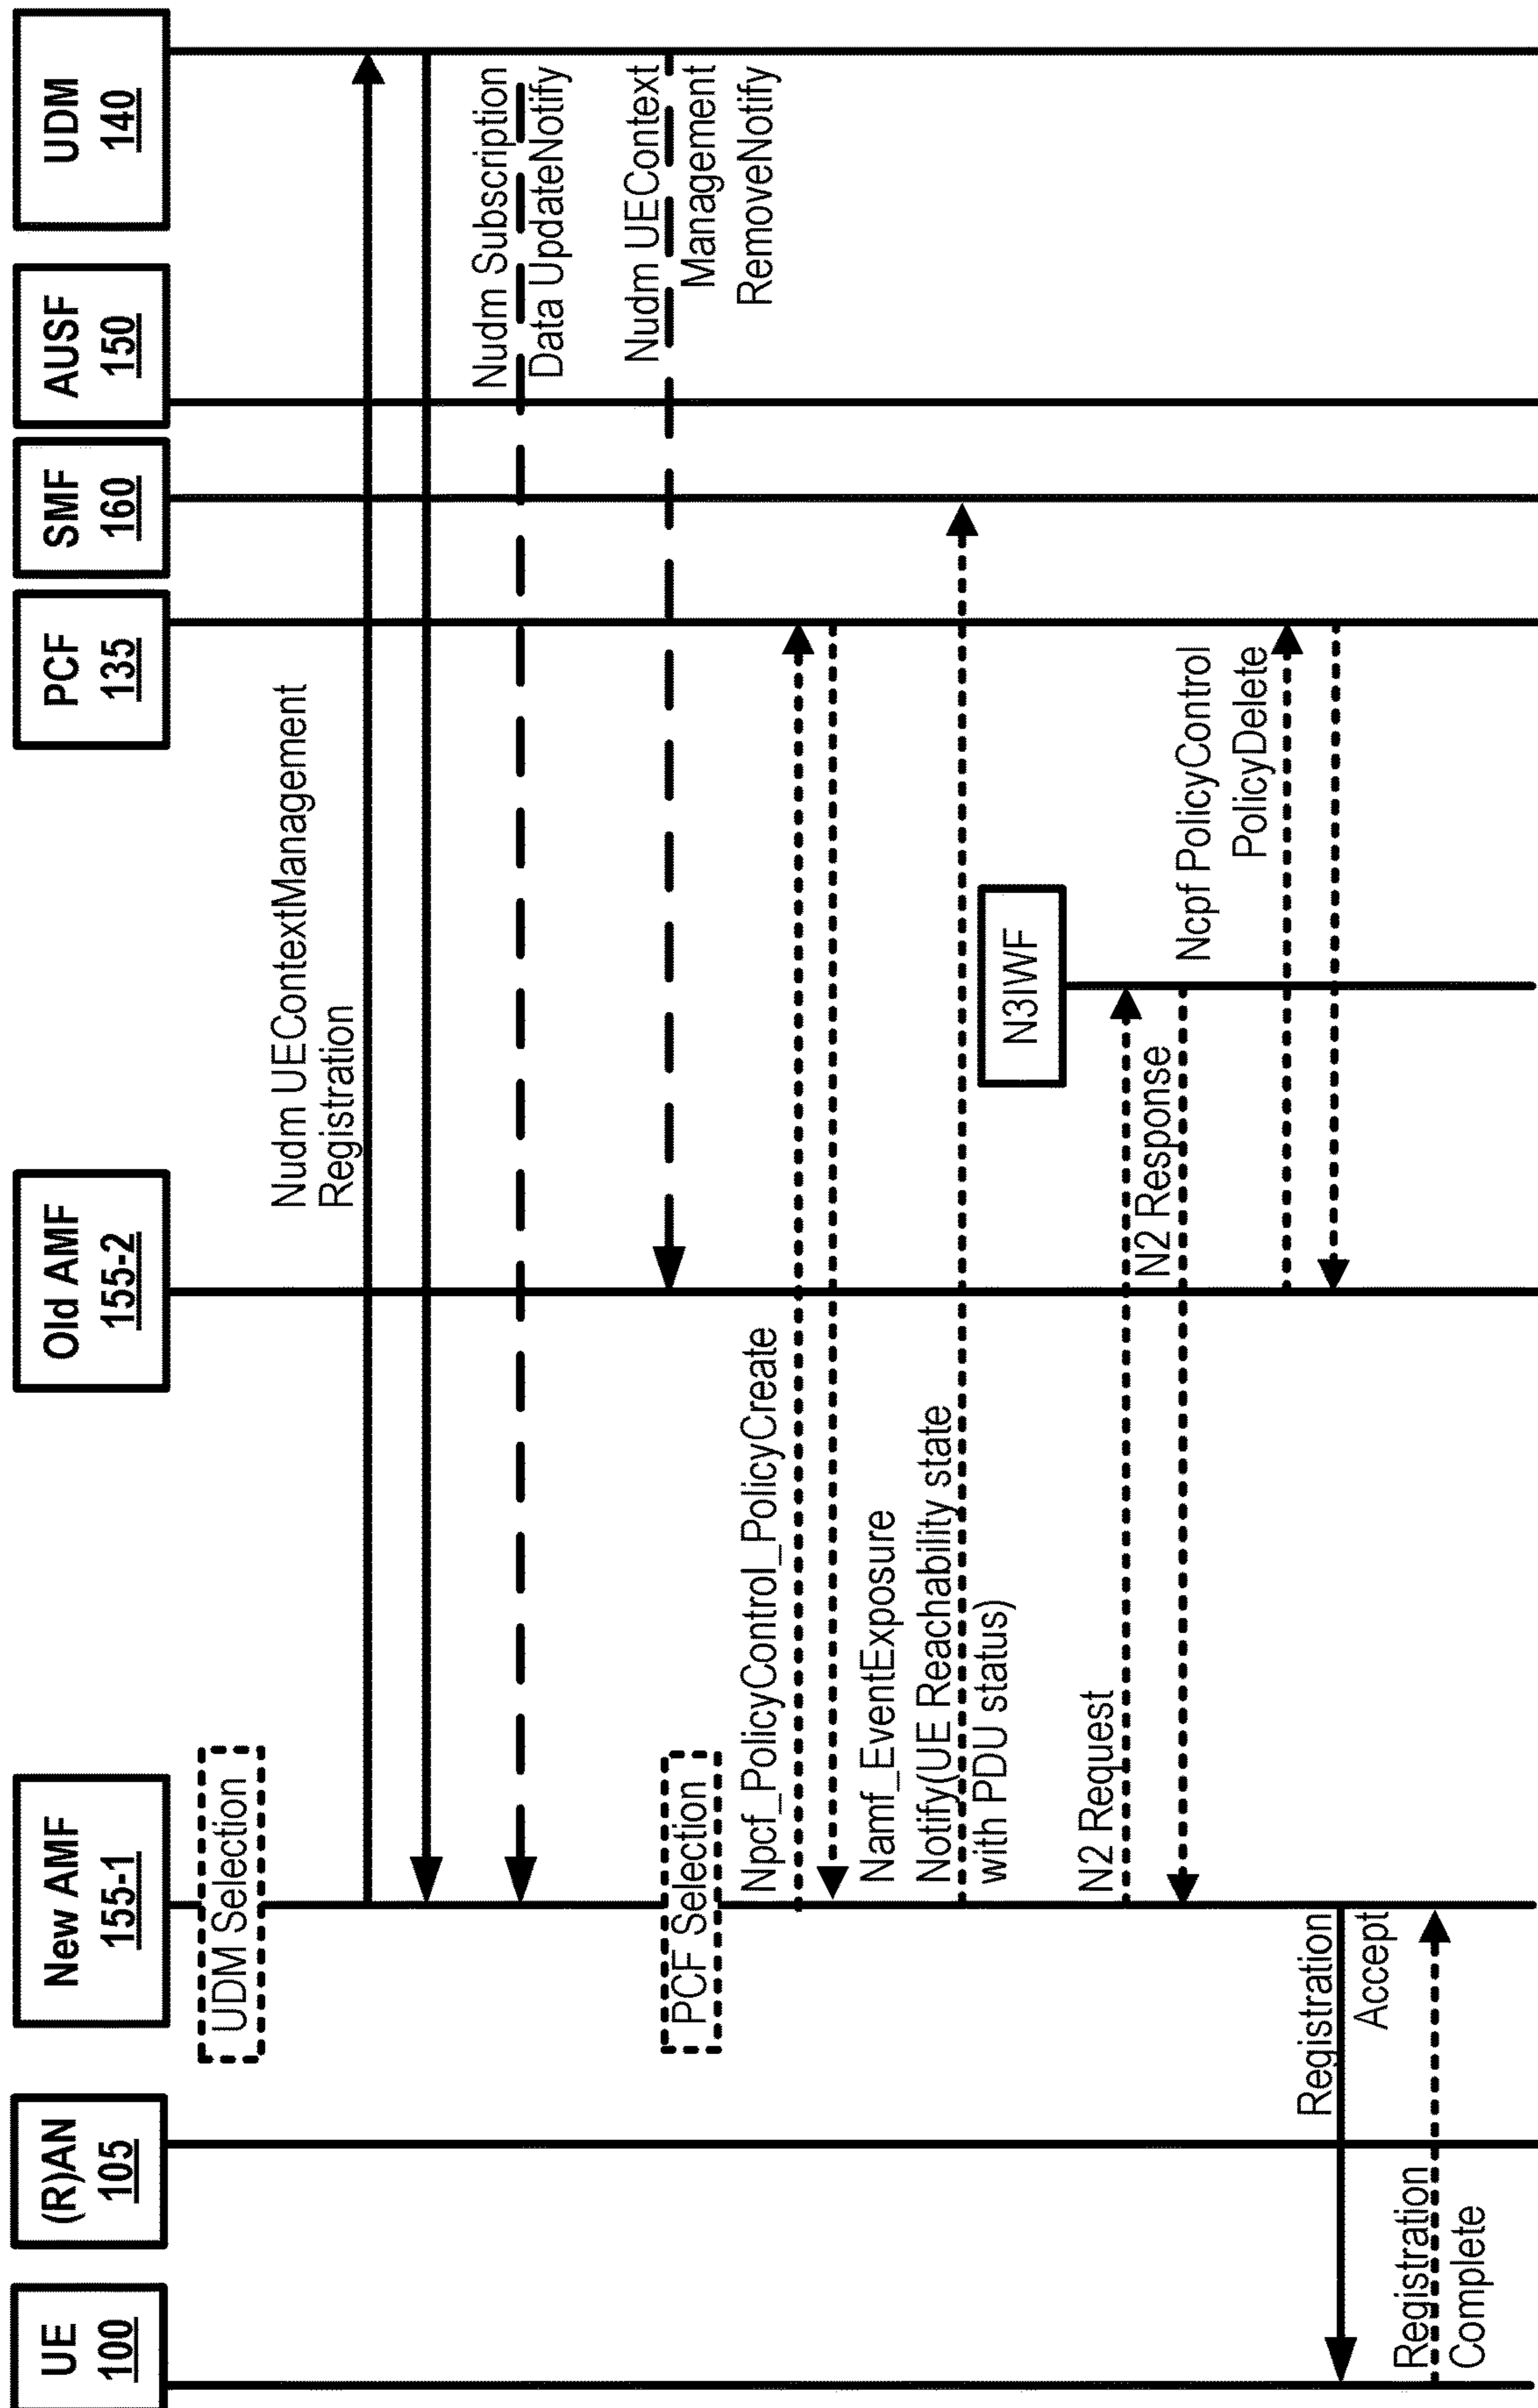 UE
100
(R)AN
105
New AMF
155-1
Old AMF
155-2
PCF
135
SMF
160
AUSF
150
UDM
140
UDM Selection
Nudm UEContextManagement
Registration
Nudm Subscription
Data UpdateNotify
Nudm UEContext
Management
RemoveNotify
PCF Selection
Npcf_PolicyControl_PolicyCreate
Namf_EventExposure
Notify(UE Reachability state
with PDU status)
N3IWF
N2 Request
N2 Response
Ncpf PolicyControl
PolicyDelete
Registration
Accept
Registration
Complete